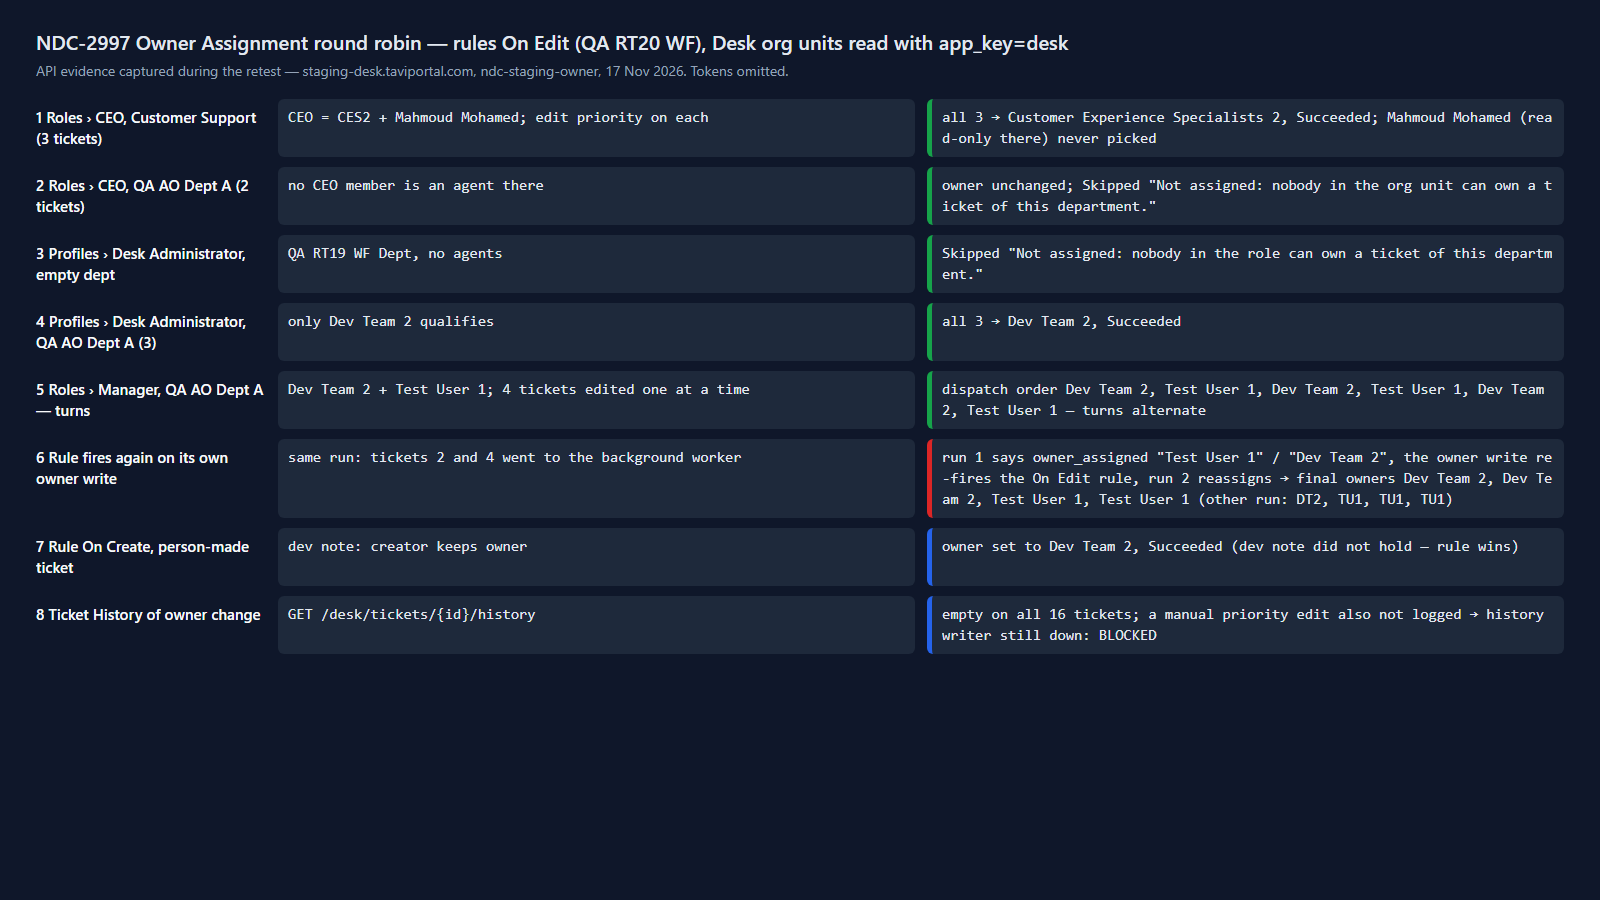 NDC-2997 Owner Assignment round robin — rules On Edit (QA RT20 WF), Desk org units read with app_key=desk
API evidence captured during the retest — staging-desk.taviportal.com, ndc-staging-owner, 17 Nov 2026. Tokens omitted.
1 Roles › CEO, Customer Support
(3 tickets)
CEO = CES2 + Mahmoud Mohamed; edit priority on each
all 3 → Customer Experience Specialists 2, Succeeded; Mahmoud Mohamed (rea
d-only there) never picked
2 Roles › CEO, QA AO Dept A (2
tickets)
no CEO member is an agent there
owner unchanged; Skipped "Not assigned: nobody in the org unit can own a t
icket of this department."
3 Profiles › Desk Administrator,
empty dept
QA RT19 WF Dept, no agents
Skipped "Not assigned: nobody in the role can own a ticket of this departm
ent."
4 Profiles › Desk Administrator,
QA AO Dept A (3)
only Dev Team 2 qualifies
all 3 → Dev Team 2, Succeeded
5 Roles › Manager, QA AO Dept A
— turns
Dev Team 2 + Test User 1; 4 tickets edited one at a time
dispatch order Dev Team 2, Test User 1, Dev Team 2, Test User 1, Dev Team
2, Test User 1 — turns alternate
6 Rule fires again on its own
owner write
same run: tickets 2 and 4 went to the background worker
run 1 says owner_assigned "Test User 1" / "Dev Team 2", the owner write re
-fires the On Edit rule, run 2 reassigns → final owners Dev Team 2, Dev Te
am 2, Test User 1, Test User 1 (other run: DT2, TU1, TU1, TU1)
7 Rule On Create, person-made
ticket
dev note: creator keeps owner
owner set to Dev Team 2, Succeeded (dev note did not hold — rule wins)
8 Ticket History of owner change
GET /desk/tickets/{id}/history
empty on all 16 tickets; a manual priority edit also not logged → history
writer still down: BLOCKED